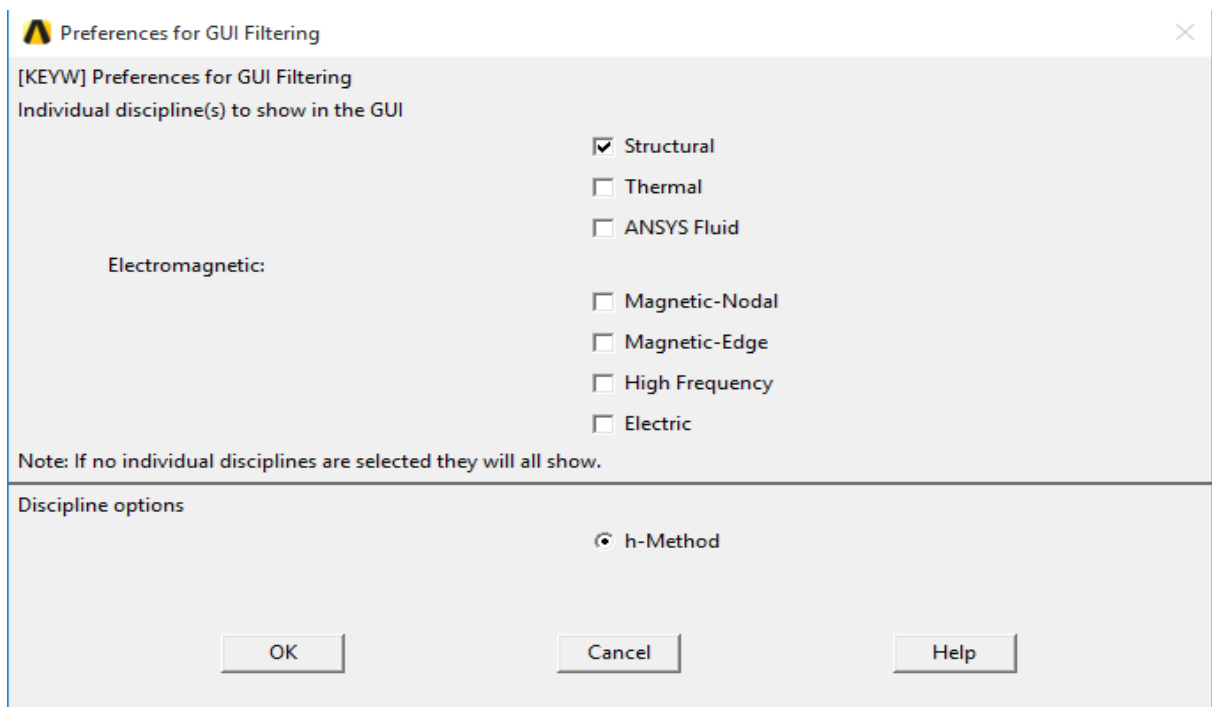 Preferences for GUI Filtering
[KEYW] Preferences for GUI Filtering
Individual discipline(s) to show in the GUI
Structural
Thermal
ANSYS Fluid
Electromagnetic:
Magnetic-Nodal
Magnetic-Edge
High Frequency
Electric
Note: If no individual disciplines are selected they will all show.
Discipline options
h-Method
OK Cancel Help